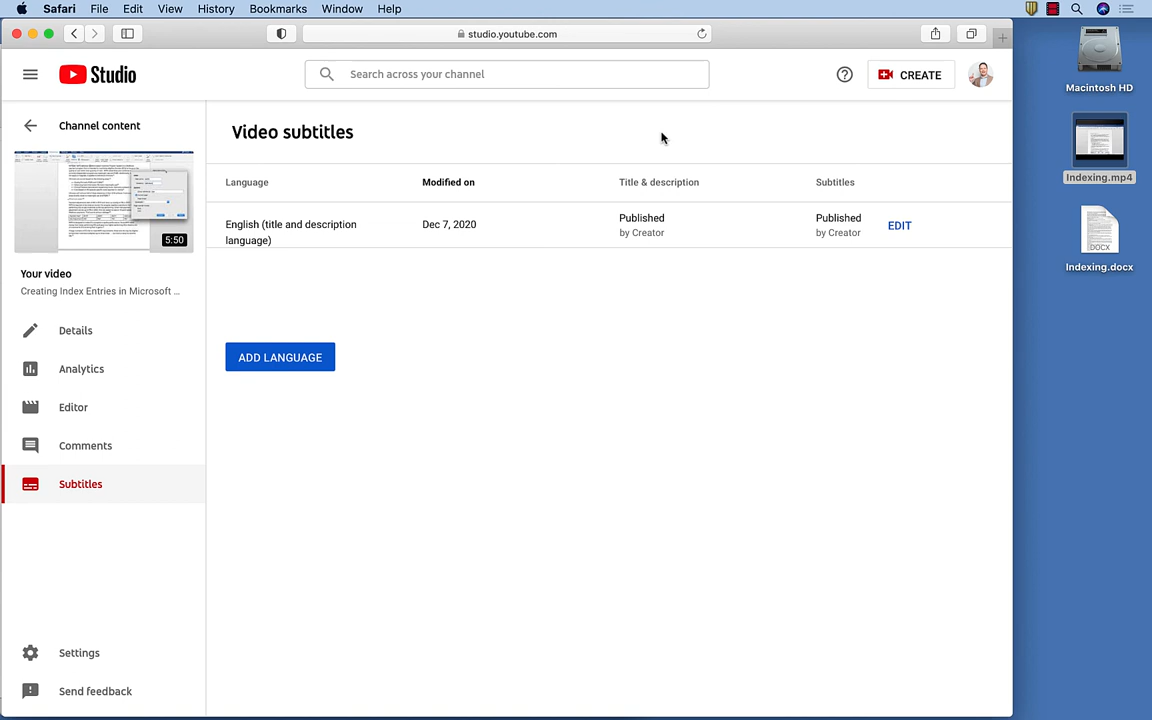 Safari File Edit View History Bookmarks Window Help
studio.youtube.com
Studio
Search across your channel
CREATE
Macintosh HD
Indexing.mp4
DOCX
Indexing.docx
Channel content
5:50
Your video
Creating Index Entries in Microsoft ...
Details
Analytics
Editor
Comments
Subtitles
Settings
Send feedback
Video subtitles
Language Modified on Title & description Subtitles
English (title and description
language)
Dec 7, 2020
Published
by Creator
Published
by Creator
EDIT
ADD LANGUAGE